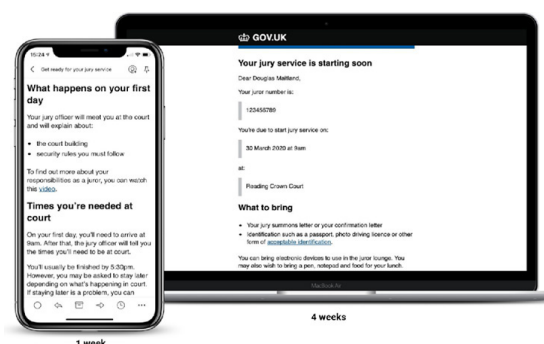 15:24
Get ready for your jury service
What happens on your first
day
Your jury officer will meet you at the court
and will explain about:
• the court building
• security rules you must follow
To find out more about your
responsibilities as a juror, you can watch
this video.
Times you're needed at
court
On your first day, you'll need to arrive at
9am. After that, the jury officer will tell you
the times you'll need to be at court.
You'll usually be finished by 5:30pm.
However, you may be asked to stay later
depending on what's happening in court.
If staying later is a problem, you can
1 week
GOV.UK
Your jury service is starting soon
Dear Douglas Maitland,
Your juror number is:
123456789
You're due to start jury service on:
30 March 2020 at 9am
at:
Reading Crown Court
What to bring
• Your jury summons letter or your confirmation letter
• Identification such as a passport, photo driving licence or other
form of acceptable identification.
You can bring electronic devices to use in the juror lounge. You
may also wish to bring a pen, notepad and food for your lunch.
MacBook Air
4 weeks